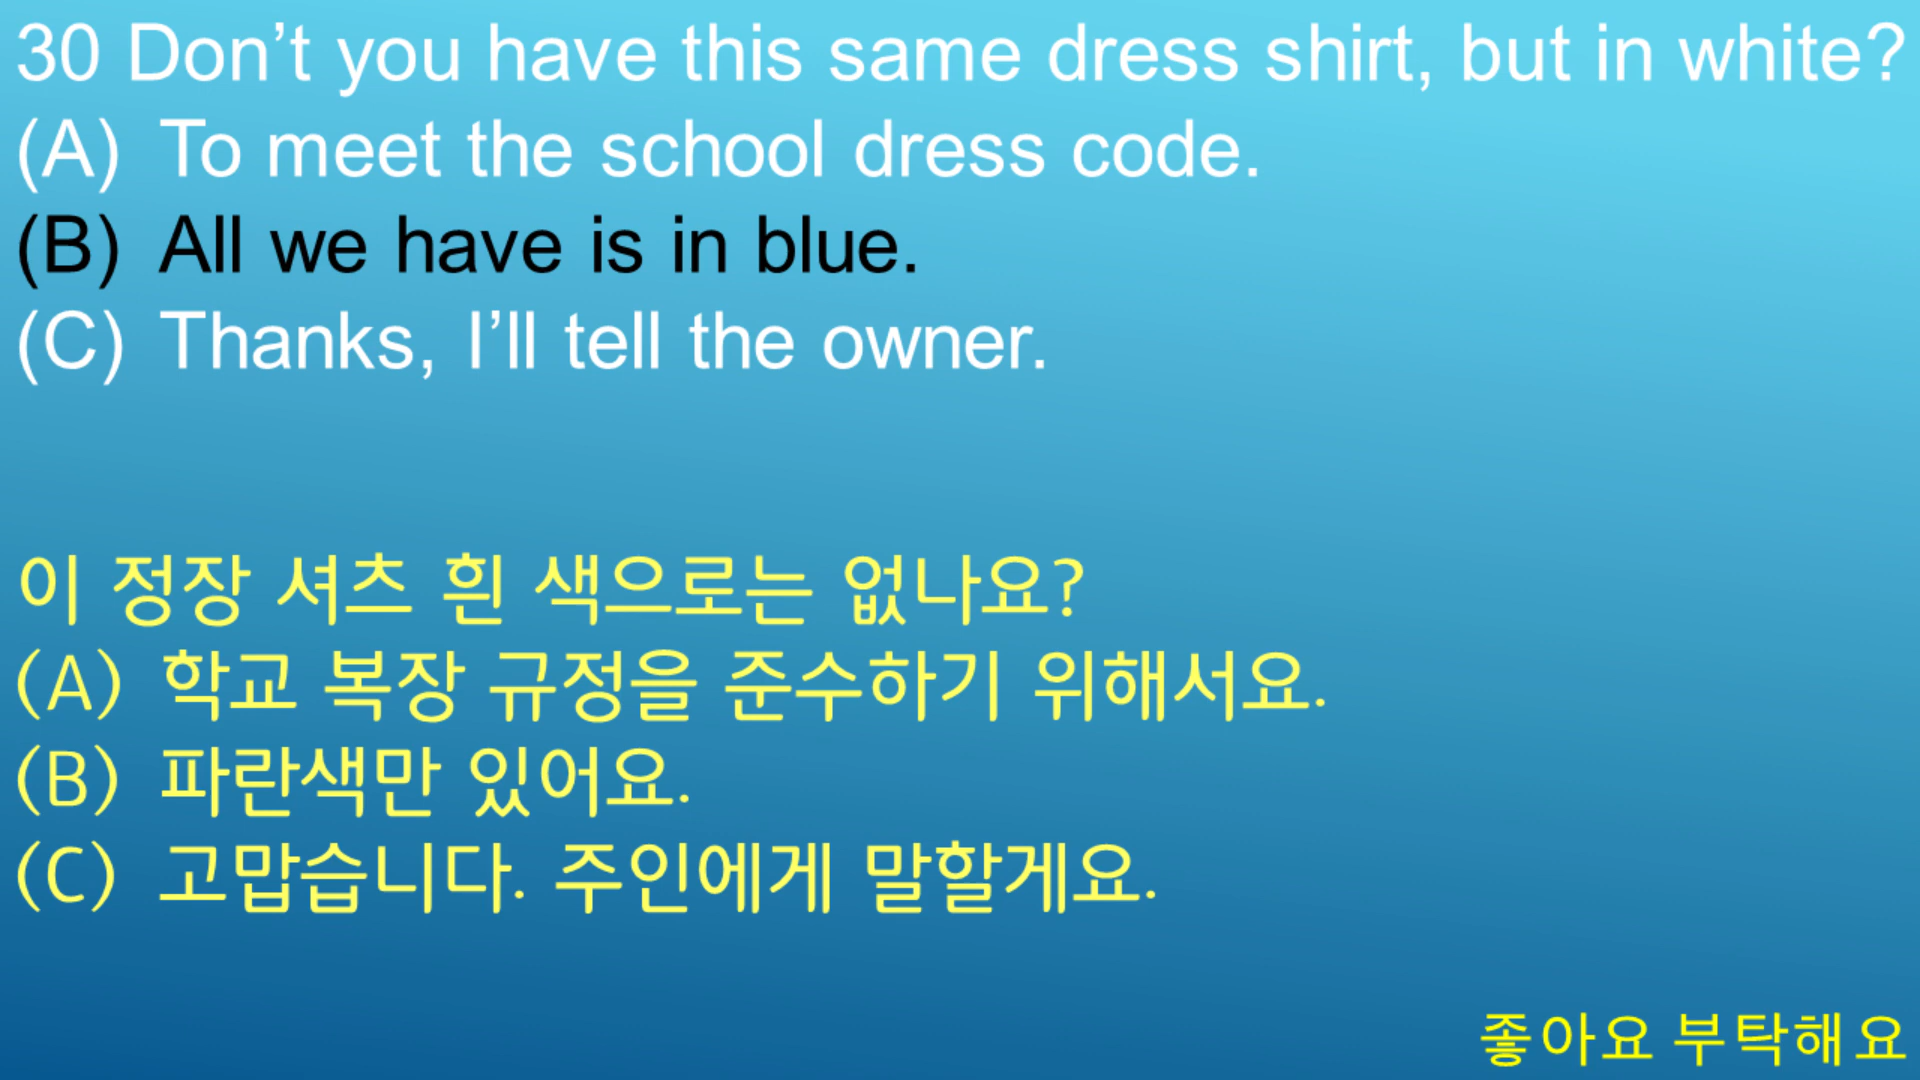 30 Don’t you have this same dress shirt, but in white?
(A) To meet the school dress code.
(B) All we have is in blue.
(C) Thanks, I’ll tell the owner.
이 정장 셔츠 흰 색으로는 없나요?
(A) 학교 복장 규정을 준수하기 위해서요.
(B) 파란색만 있어요.
(C) 고맙습니다. 주인에게 말할게요.
좋아요 부탁해요